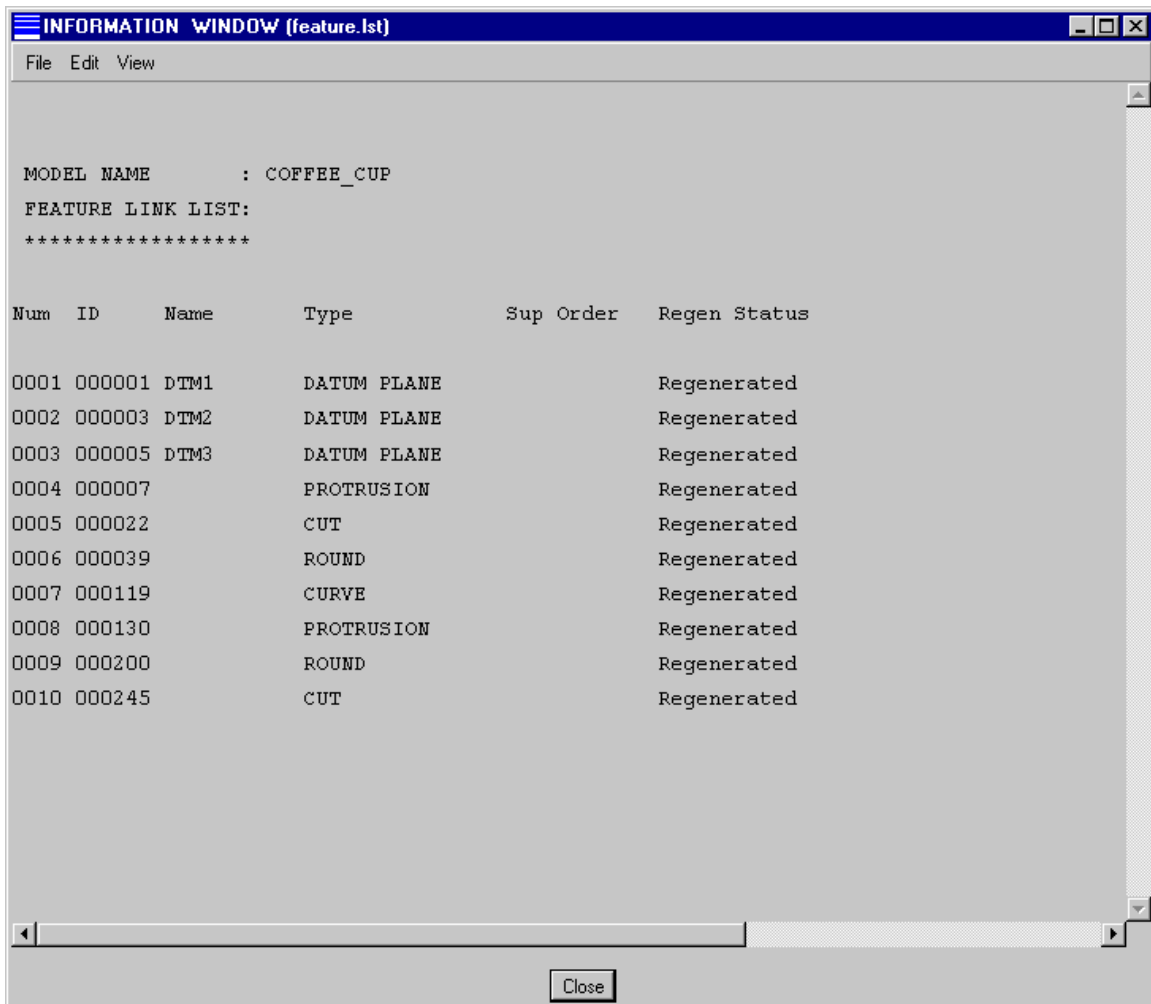 INFORMATION WINDOW (feature.lst)
File Edit View
MODEL NAME : COFFEE_CUP
FEATURE LINK LIST:
******************
Num ID Name Type Sup Order Regen Status
0001 000001 DTM1 DATUM PLANE Regenerated
0002 000003 DTM2 DATUM PLANE Regenerated
0003 000005 DTM3 DATUM PLANE Regenerated
0004 000007 PROTRUSION Regenerated
0005 000022 CUT Regenerated
0006 000039 ROUND Regenerated
0007 000119 CURVE Regenerated
0008 000130 PROTRUSION Regenerated
0009 000200 ROUND Regenerated
0010 000245 CUT Regenerated
Close